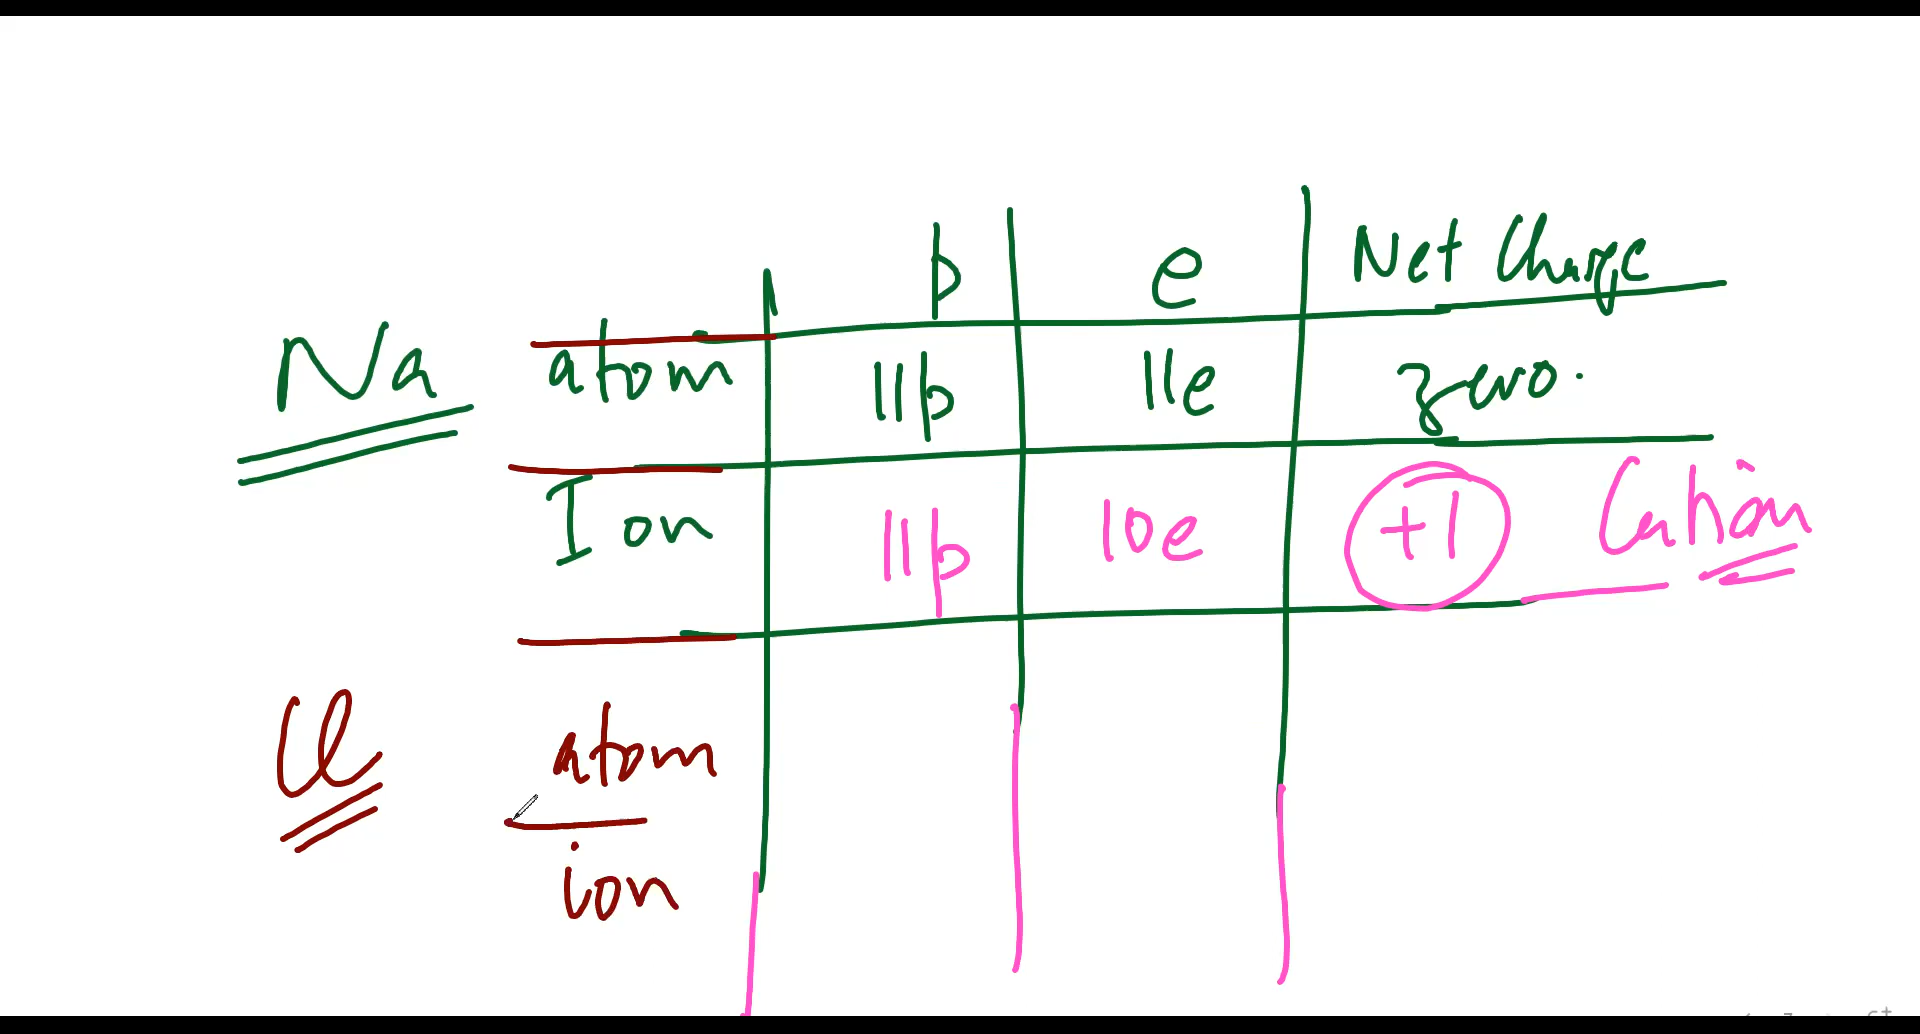 p e Net Charge
Na atom 11p 11e zero.
Ion 11p 10e +1 Cation
Cl atom
ion